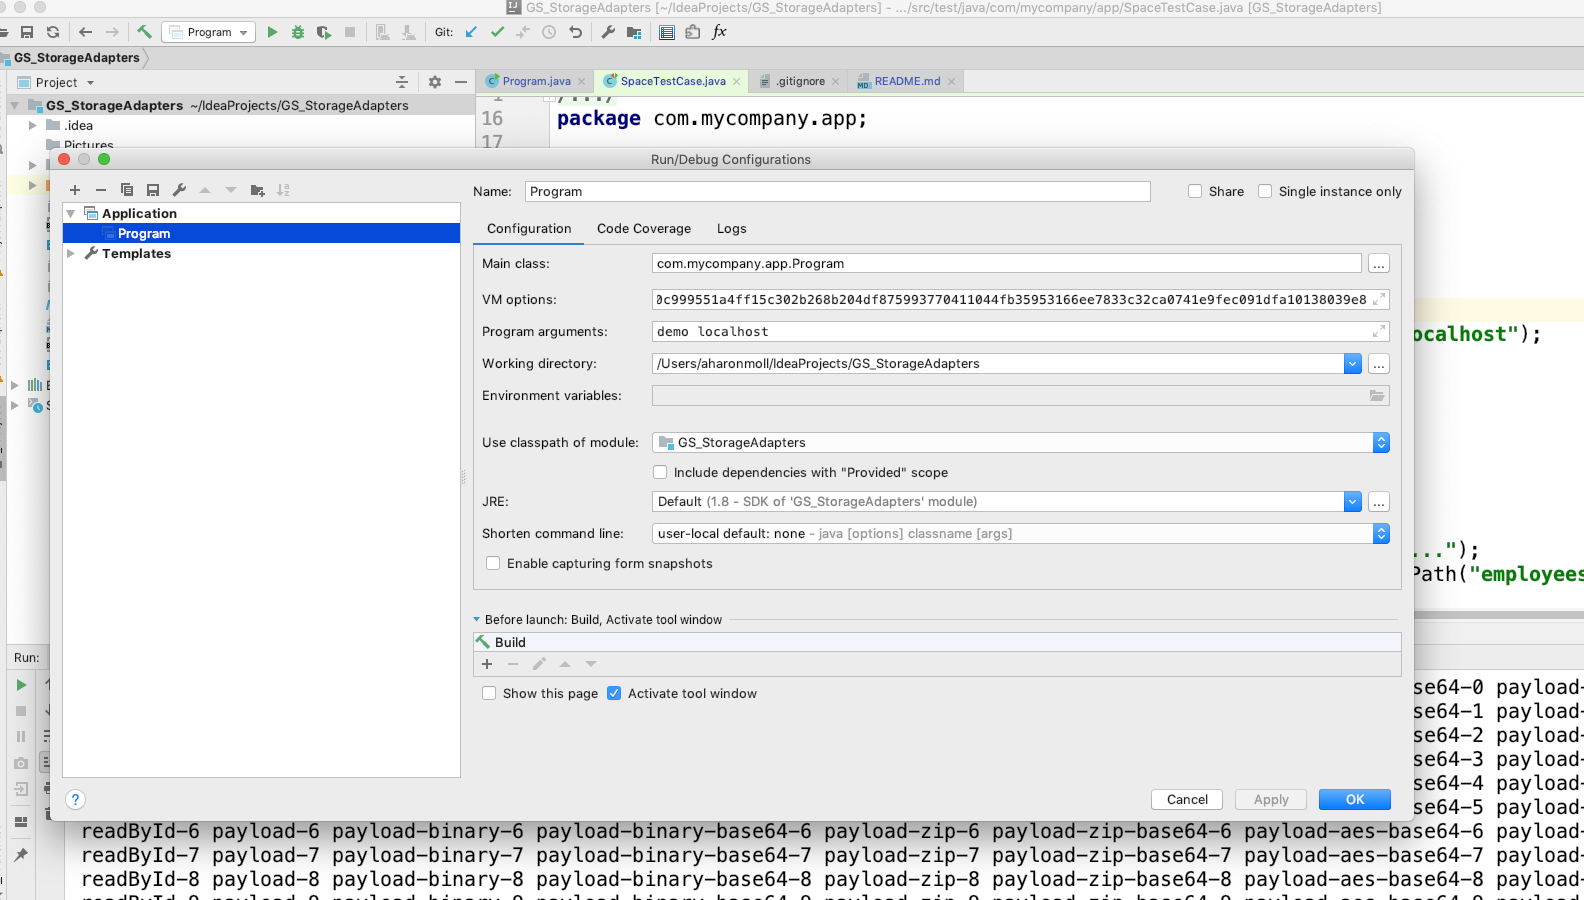 GS_StorageAdapters [~/IdeaProjects/GS_StorageAdapters] - .../src/test/java/com/mycompany/app/SpaceTestCase.java [GS_StorageAdapters]
Program
Git:
GS_StorageAdapters
Project
Program.java
SpaceTestCase.java
.gitignore
README.md
GS_StorageAdapters ~/IdeaProjects/GS_StorageAdapters
.idea
Pictures
16 package com.mycompany.app;
17
Run/Debug Configurations
Application
Program
Templates
Name: Program
Share
Single instance only
Configuration Code Coverage Logs
Main class: com.mycompany.app.Program ...
VM options: 0c999551a4ff15c302b268b204df875993770411044fb35953166ee7833c32ca0741e9fec091dfa10138039e8
Program arguments: demo localhost
Working directory: /Users/aharonmoll/IdeaProjects/GS_StorageAdapters ...
Environment variables:
Use classpath of module: GS_StorageAdapters
Include dependencies with "Provided" scope
JRE: Default (1.8 - SDK of 'GS_StorageAdapters' module) ...
Shorten command line: user-local default: none - java [options] classname [args]
Enable capturing form snapshots
Before launch: Build, Activate tool window
Build
Show this page
Activate tool window
? Cancel Apply OK
ocalhost");
...");
Path("employees
Run:
se64-0 payload-
se64-1 payload-
se64-2 payload-
se64-3 payload-
se64-4 payload-
se64-5 payload-
readById-6 payload-6 payload-binary-6 payload-binary-base64-6 payload-zip-6 payload-zip-base64-6 payload-aes-base64-6 payload-
readById-7 payload-7 payload-binary-7 payload-binary-base64-7 payload-zip-7 payload-zip-base64-7 payload-aes-base64-7 payload-
readById-8 payload-8 payload-binary-8 payload-binary-base64-8 payload-zip-8 payload-zip-base64-8 payload-aes-base64-8 payload-